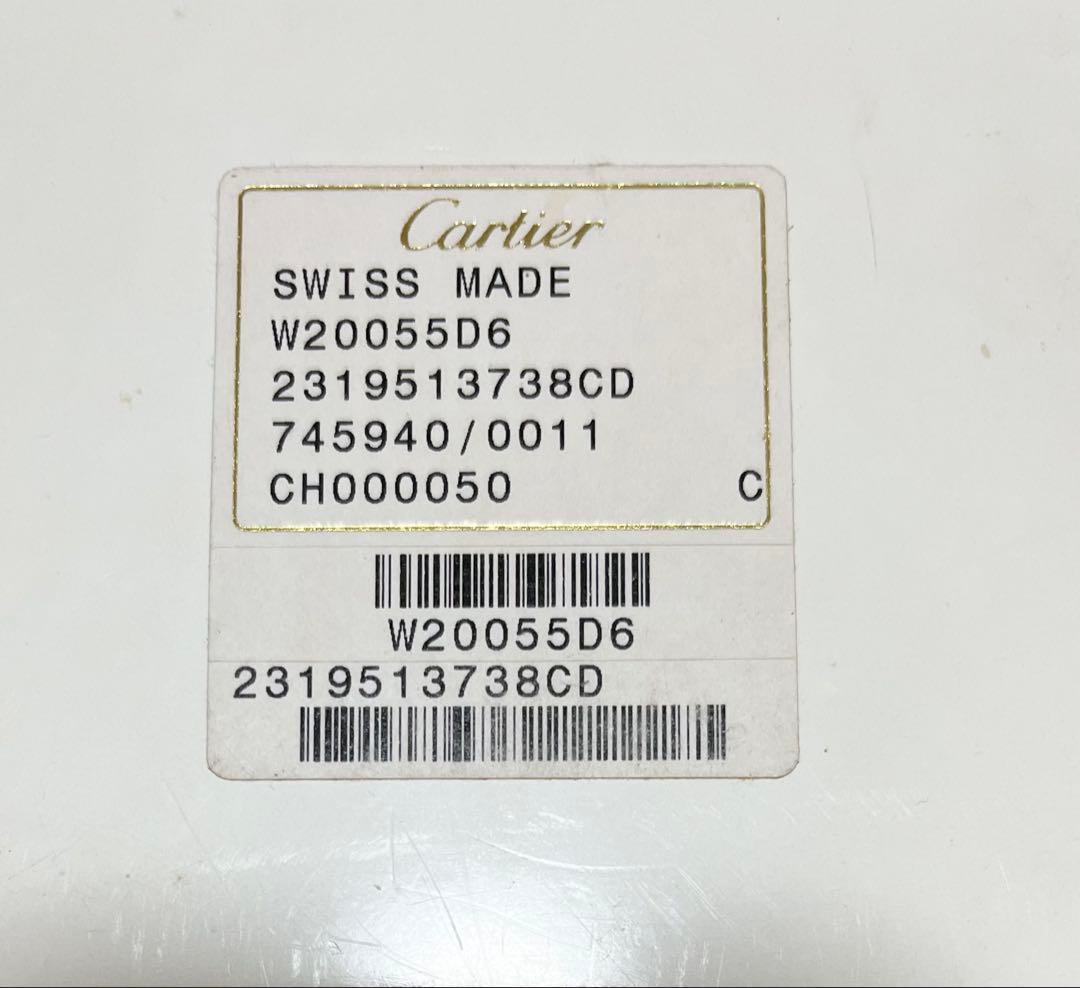 Cartier
SWISS MADE
W20055D6
2319513738CD
745940/0011
CH000050 C
W20055D6
2319513738CD